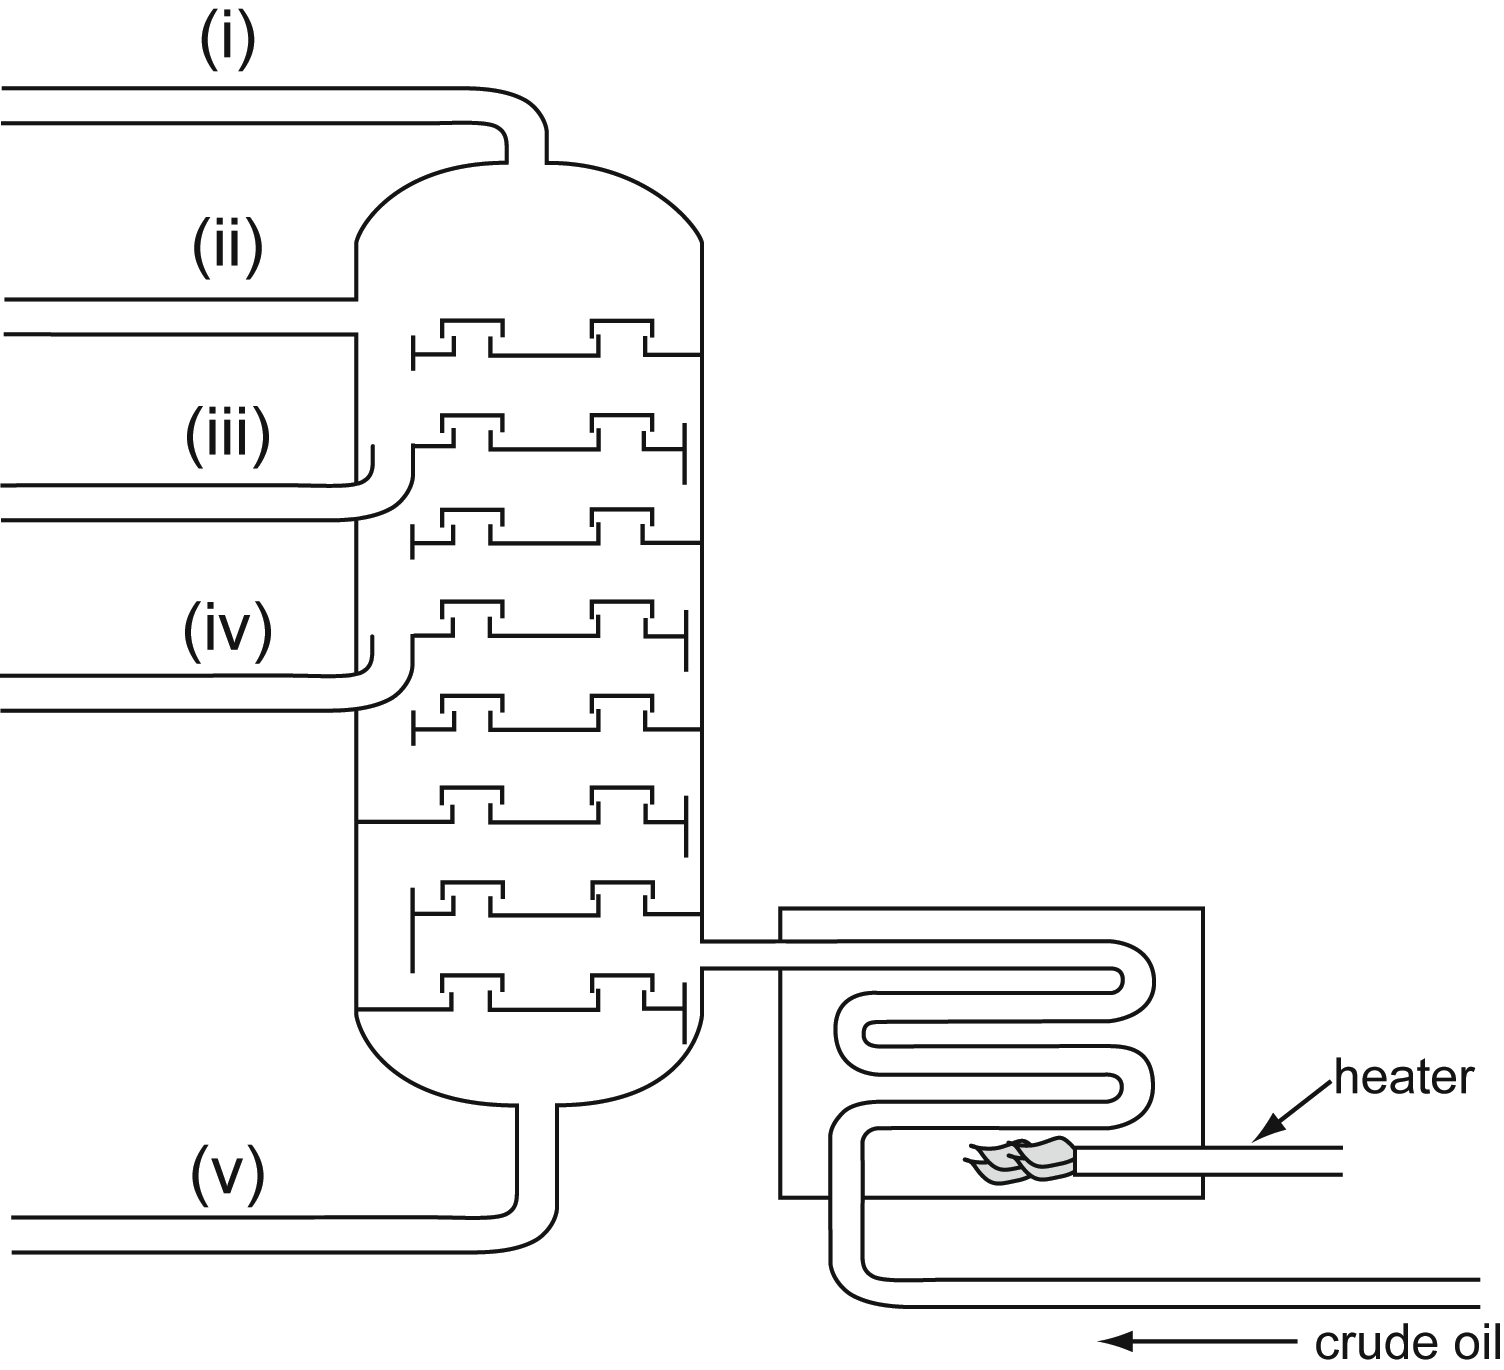 (i)
(ii)
(iii)
(iv)
(v)
heater
crude oil